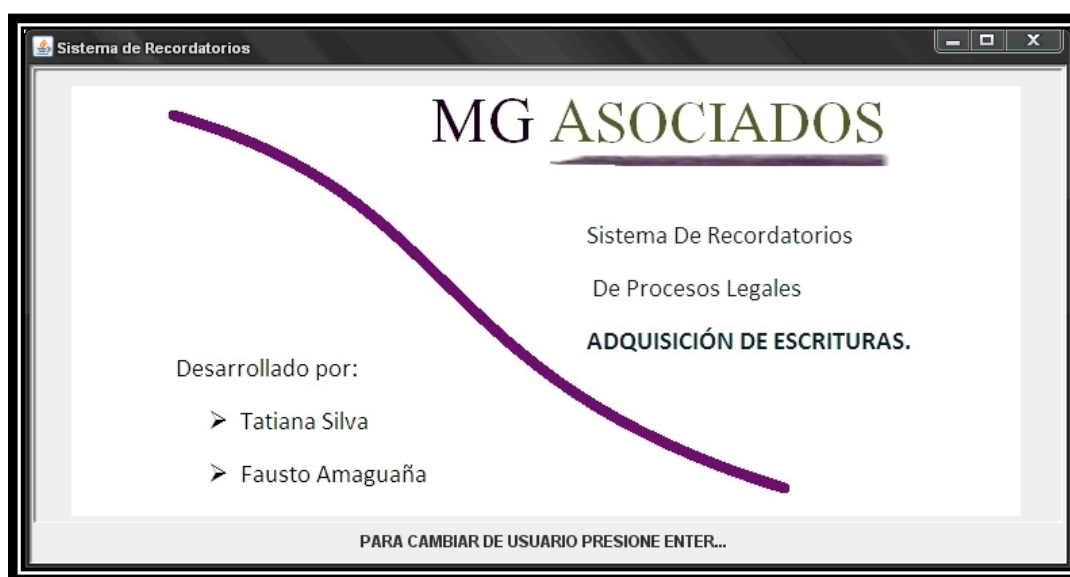 Sistema de Recordatorios
MG ASOCIADOS
Sistema De Recordatorios
De Procesos Legales
ADQUISICIÓN DE ESCRITURAS.
Desarrollado por:
➢ Tatiana Silva
➢ Fausto Amaguaña
PARA CAMBIAR DE USUARIO PRESIONE ENTER...